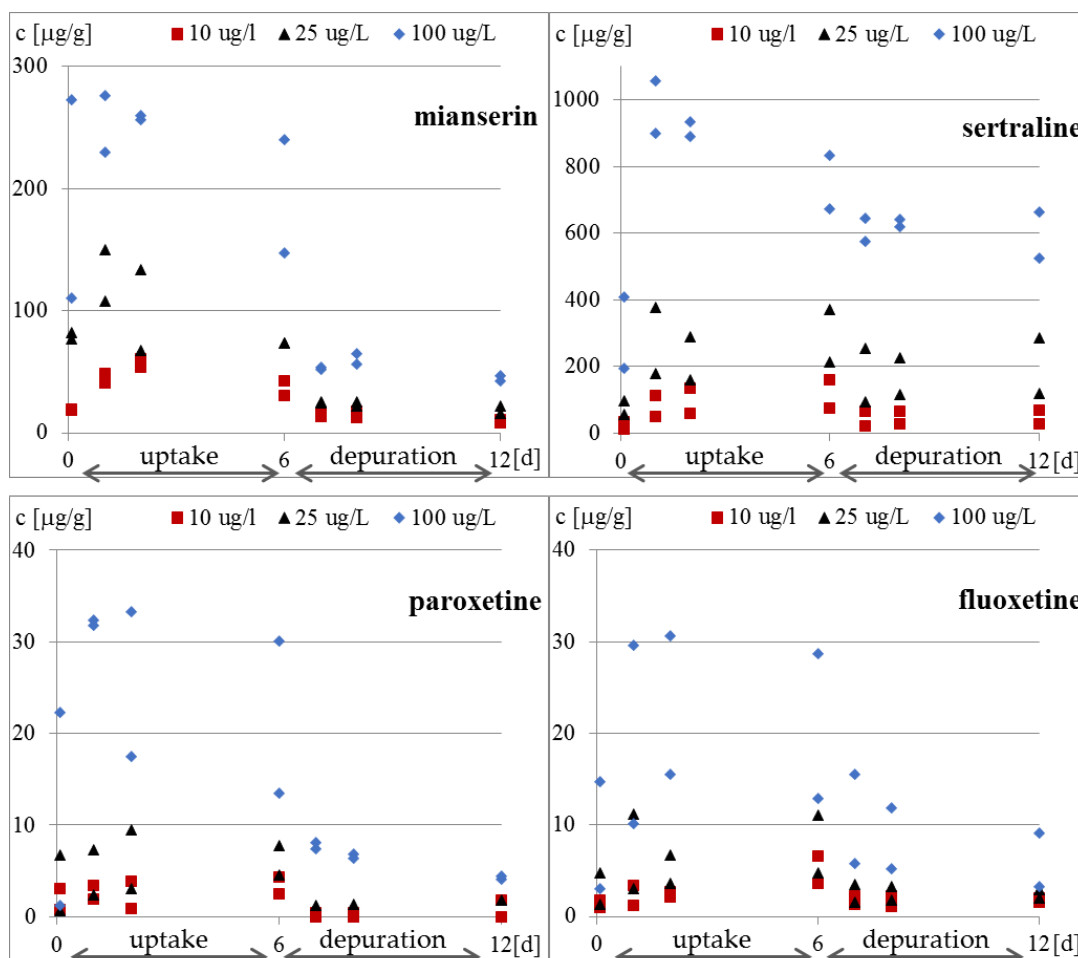 c [µg/g] 10 ug/l 25 ug/L 100 ug/L
300
mianserin
200
100
0
0 uptake 6 depuration 12 [d]
c [µg/g] 10 ug/l 25 ug/L 100 ug/L
1000
sertraline
800
600
400
200
0
0 uptake 6 depuration 12 [d]
c [µg/g] 10 ug/l 25 ug/L 100 ug/L
40
paroxetine
30
20
10
0
0 uptake 6 depuration 12 [d]
c [µg/g] 10 ug/l 25 ug/L 100 ug/L
40
fluoxetine
30
20
10
0
0 uptake 6 depuration 12 [d]